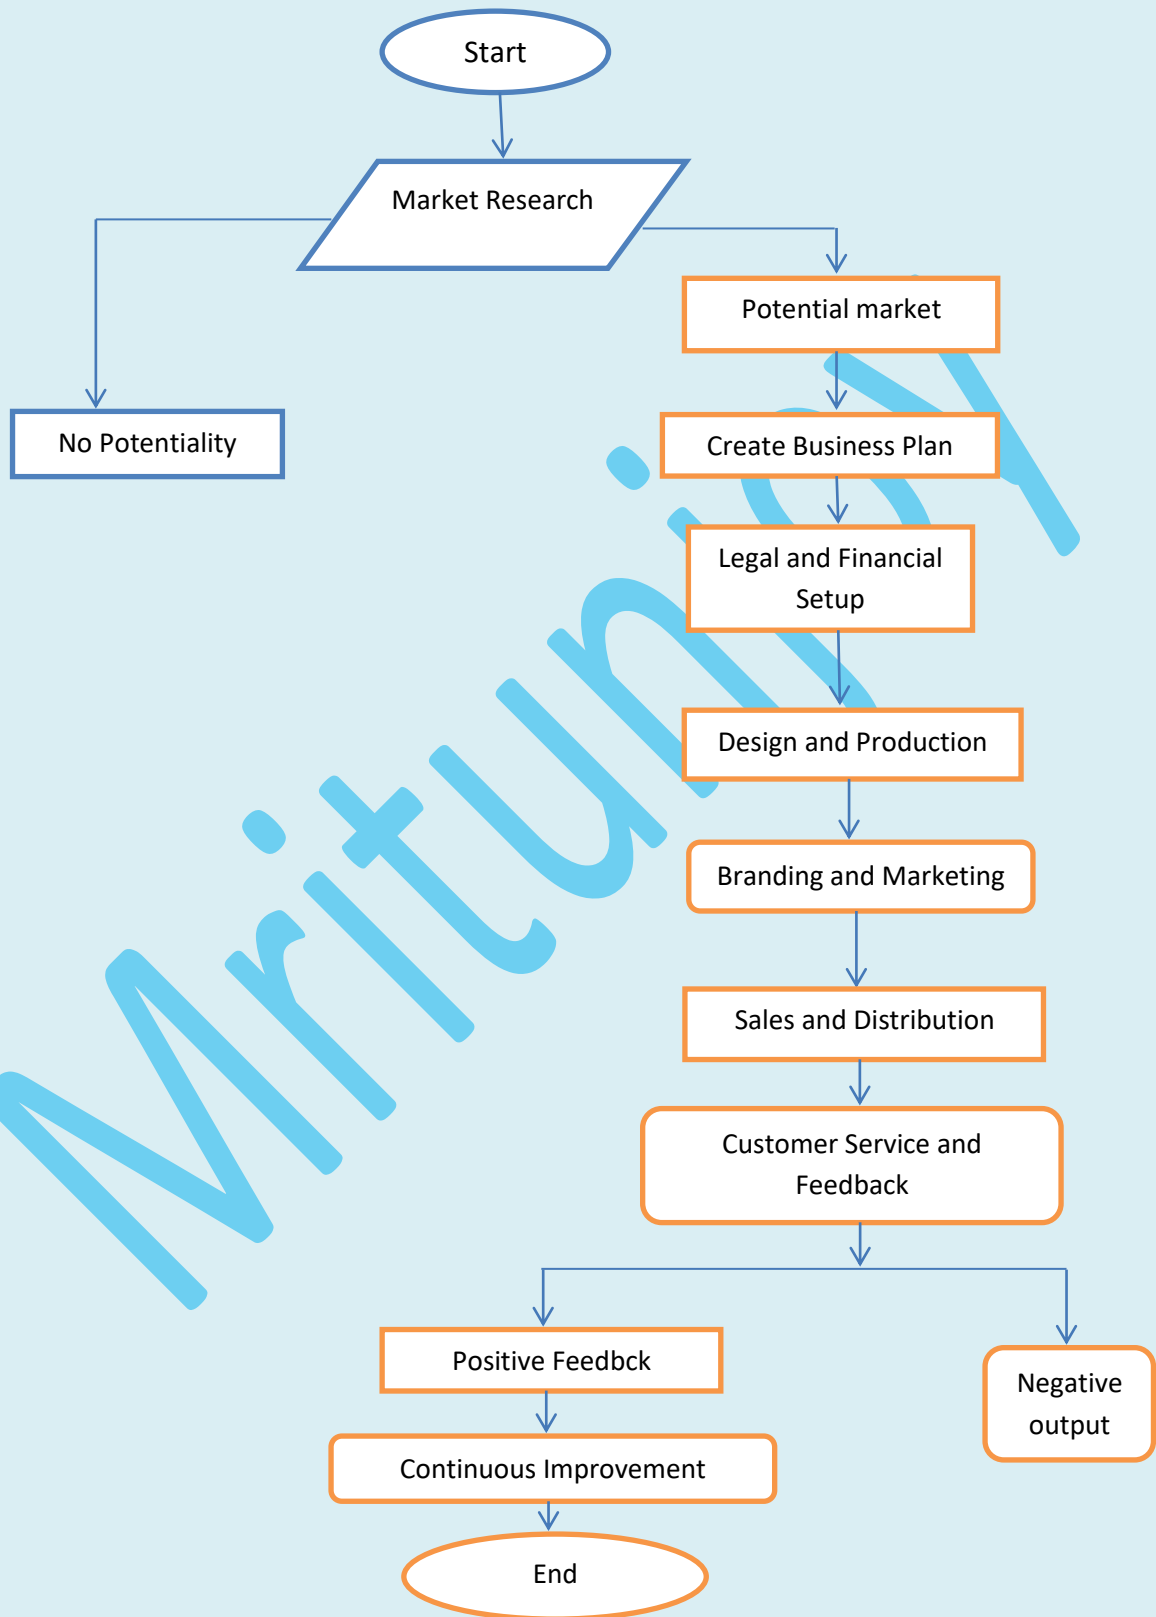 Start
Market Research
Potential market
No Potentiality
Create Business Plan
Legal and Financial
Setup
Design and Production
Branding and Marketing
Sales and Distribution
Customer Service and
Feedback
Positive Feedbck
Negative
output
Continuous Improvement
End